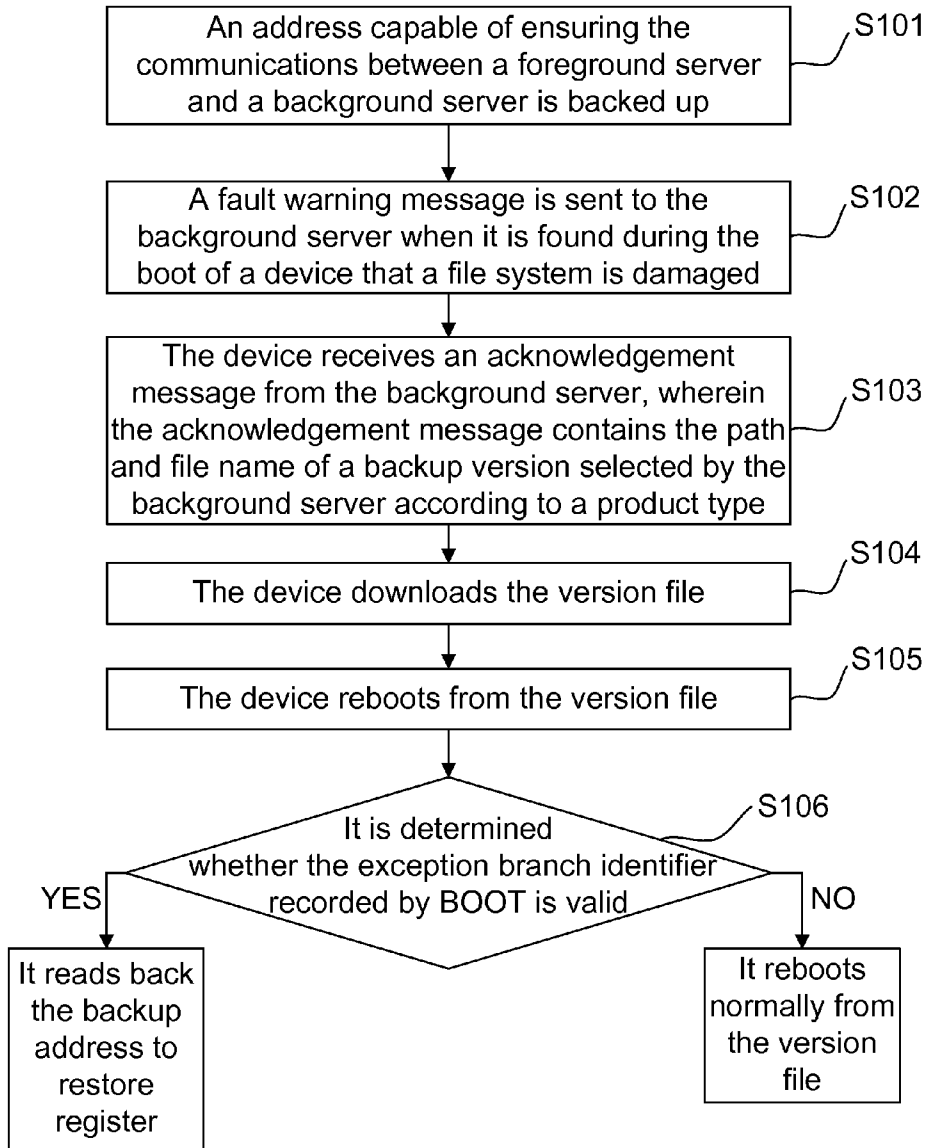 An address capable of ensuring the
communications between a foreground server
and a background server is backed up
S101
A fault warning message is sent to the
background server when it is found during the
boot of a device that a file system is damaged
S102
The device receives an acknowledgement
message from the background server, wherein
the acknowledgement message contains the path
and file name of a backup version selected by the
background server according to a product type
S103
The device downloads the version file
S104
The device reboots from the version file
S105
It is determined
whether the exception branch identifier
recorded by BOOT is valid
S106
YES
NO
It reads back
the backup
address to
restore
register
It reboots
normally from
the version
file